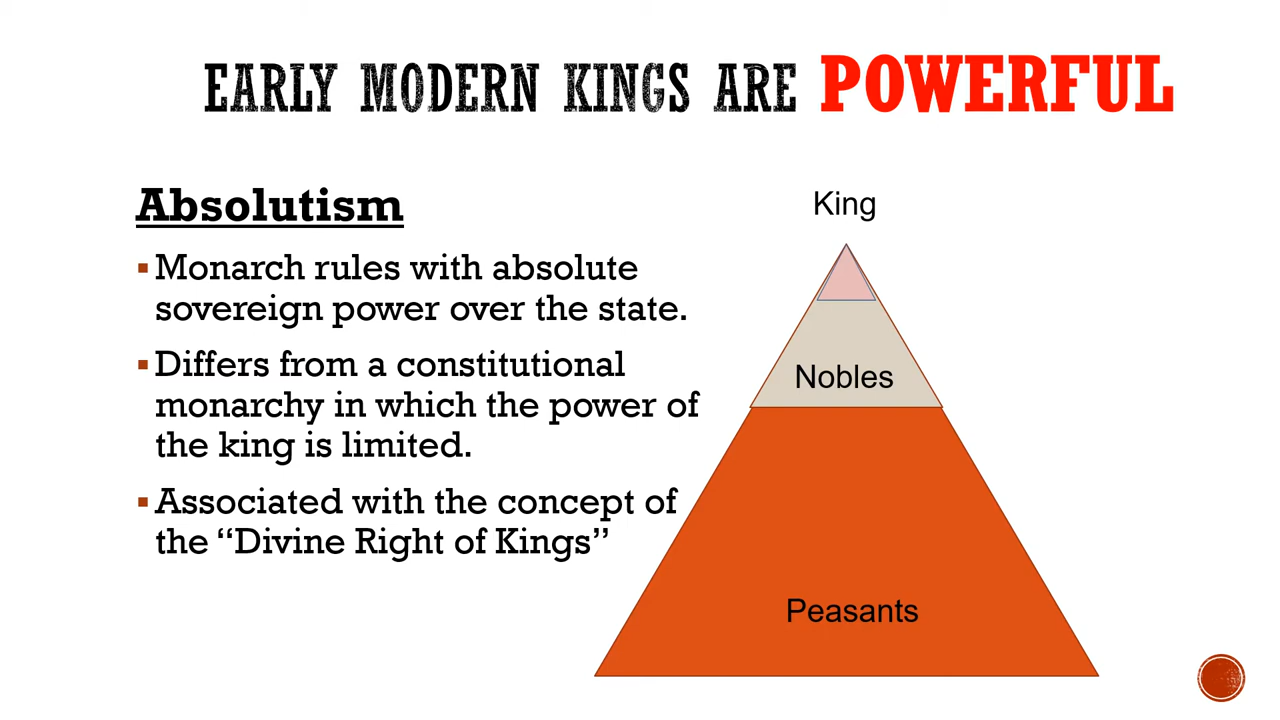 EARLY MODERN KINGS ARE POWERFUL
Absolutism
▪Monarch rules with absolute
sovereign power over the state.
▪Differs from a constitutional
monarchy in which the power of
the king is limited.
▪Associated with the concept of
the “Divine Right of Kings”
King
Nobles
Peasants